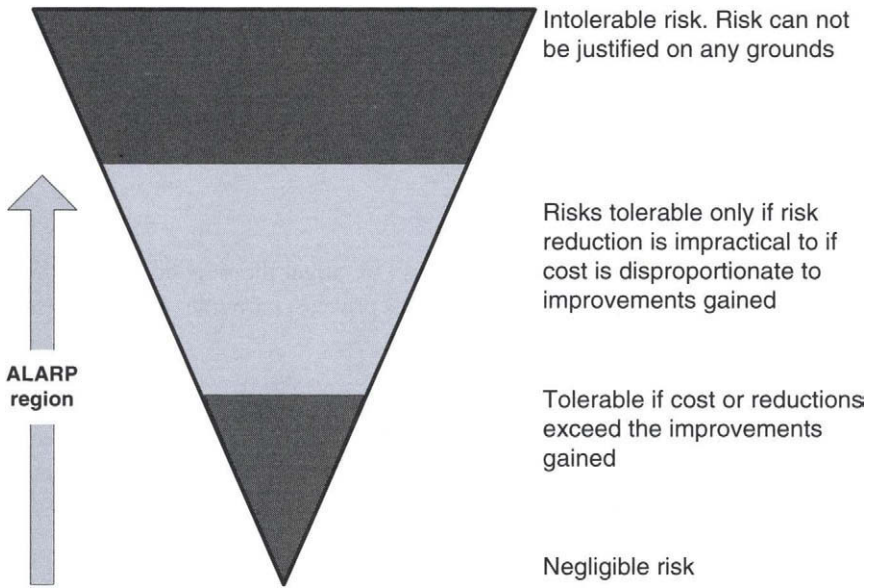 Intolerable risk. Risk can not
be justified on any grounds
Risks tolerable only if risk
reduction is impractical to if
cost is disproportionate to
improvements gained
ALARP
region
Tolerable if cost or reductions
exceed the improvements
gained
Negligible risk